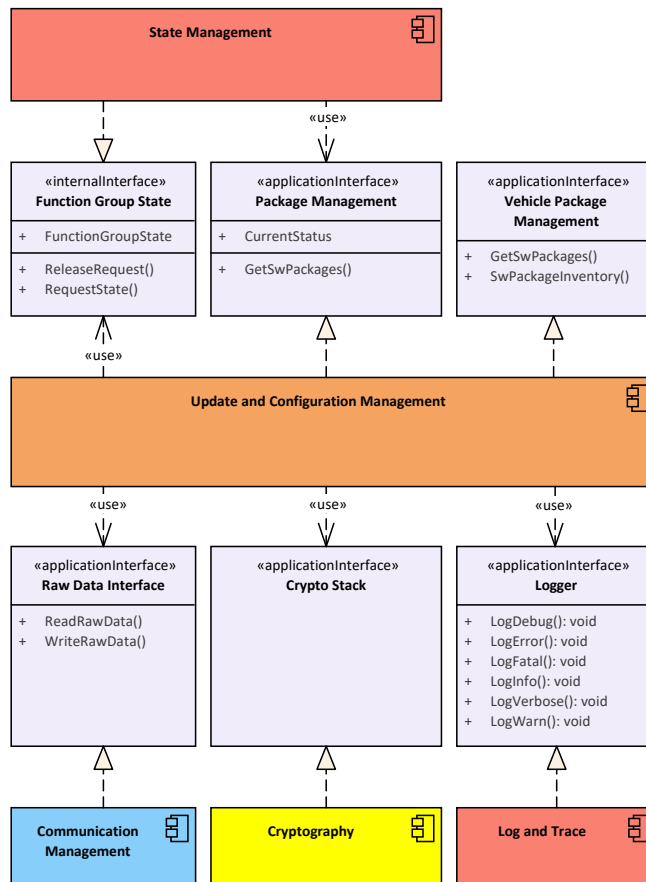 State Management
«use»
«internalInterface»
Function Group State
+ FunctionGroupState
+ ReleaseRequest()
+ RequestState()
«applicationInterface»
Package Management
+ CurrentStatus
+ GetSwPackages()
«applicationInterface»
Vehicle Package
Management
+ GetSwPackages()
+ SwPackageInventory()
«use»
Update and Configuration Management
«use»
«use»
«use»
«applicationInterface»
Raw Data Interface
+ ReadRawData()
+ WriteRawData()
«applicationInterface»
Crypto Stack
«applicationInterface»
Logger
+ LogDebug(): void
+ LogError(): void
+ LogFatal(): void
+ LogInfo(): void
+ LogVerbose(): void
+ LogWarn(): void
Communication
Management
Cryptography
Log and Trace